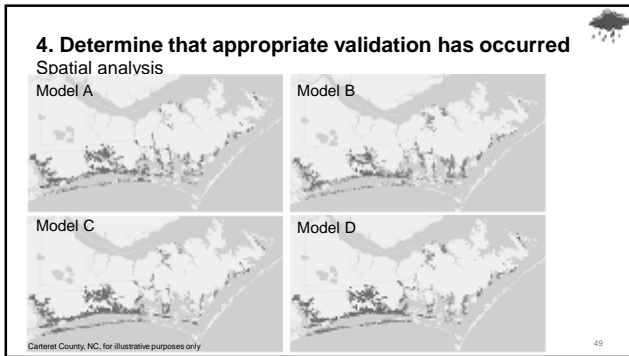 4. Determine that appropriate validation has occurred
Spatial analysis
Model A
Model B
Model C
Model D
Carteret County, NC, for illustrative purposes only
49